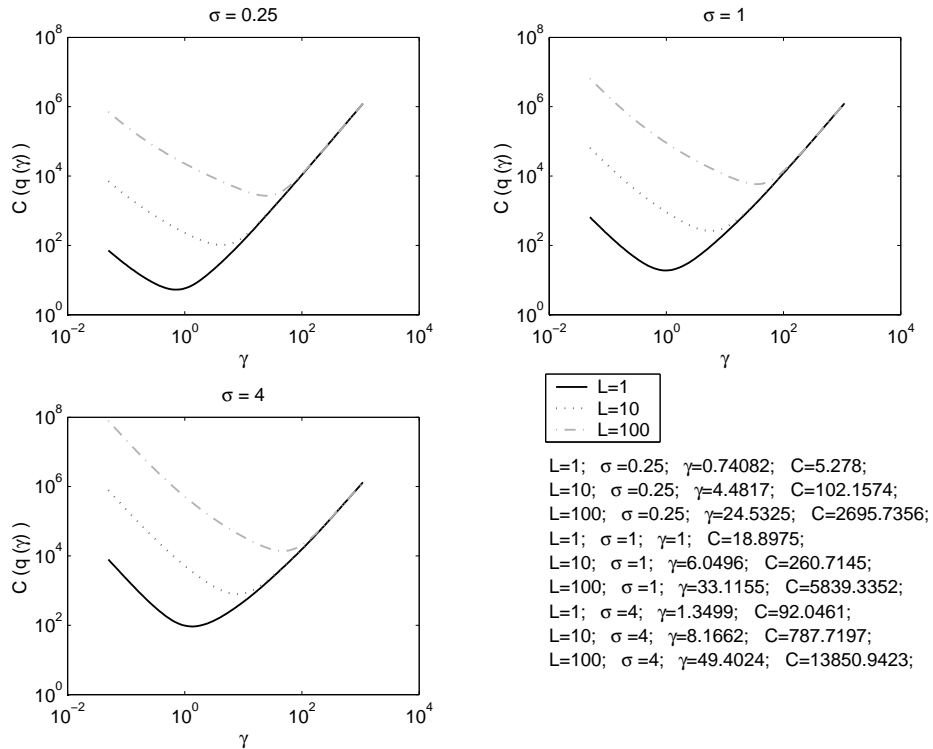 σ = 0.25
10^8
10^6
10^4
10^2
10^0
C (q (γ))
10^−2
10^0
10^2
10^4
γ
σ = 1
10^8
10^6
10^4
10^2
10^0
C (q (γ))
10^−2
10^0
10^2
10^4
γ
σ = 4
10^8
10^6
10^4
10^2
10^0
C (q (γ))
10^−2
10^0
10^2
10^4
γ
L=1
L=10
L=100
L=1; σ =0.25; γ=0.74082; C=5.278;
L=10; σ =0.25; γ=4.4817; C=102.1574;
L=100; σ =0.25; γ=24.5325; C=2695.7356;
L=1; σ =1; γ=1; C=18.8975;
L=10; σ =1; γ=6.0496; C=260.7145;
L=100; σ =1; γ=33.1155; C=5839.3352;
L=1; σ =4; γ=1.3499; C=92.0461;
L=10; σ =4; γ=8.1662; C=787.7197;
L=100; σ =4; γ=49.4024; C=13850.9423;